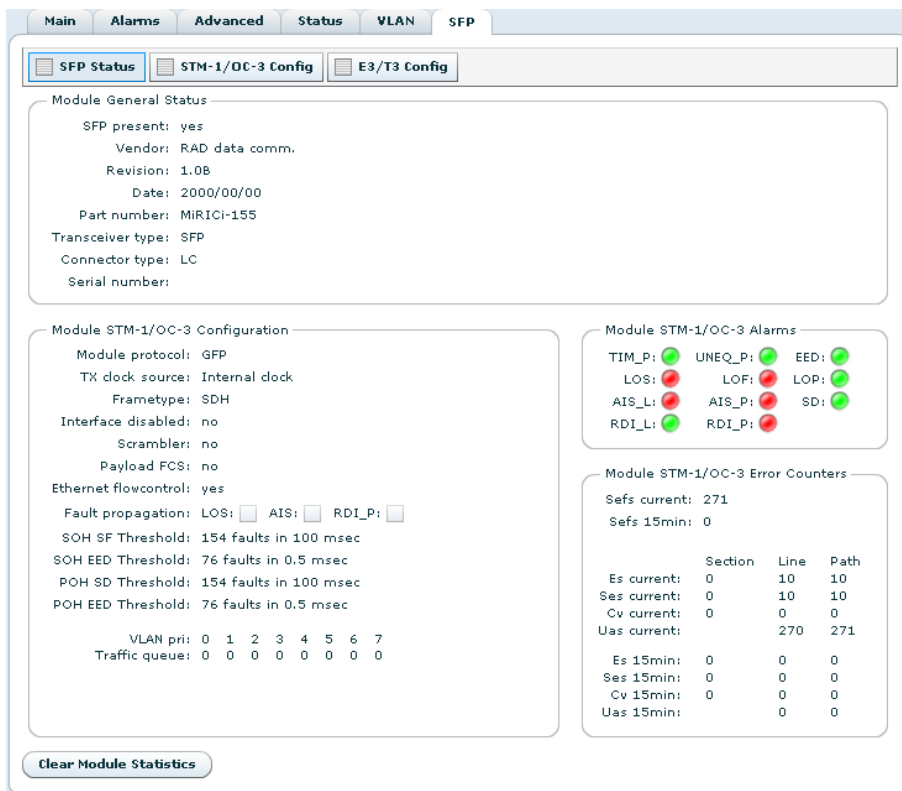 Main Alarms Advanced Status VLAN SFP
SFP Status STM-1/OC-3 Config E3/T3 Config
Module General Status
SFP present: yes
Vendor: RAD data comm.
Revision: 1.0B
Date: 2000/00/00
Part number: MiRICi-155
Transceiver type: SFP
Connector type: LC
Serial number:
Module STM-1/OC-3 Configuration
Module protocol: GFP
TX clock source: Internal clock
Frametype: SDH
Interface disabled: no
Scrambler: no
Payload FCS: no
Ethernet flowcontrol: yes
Fault propagation: LOS: AIS: RDI_P:
SOH SF Threshold: 154 faults in 100 msec
SOH EED Threshold: 76 faults in 0.5 msec
POH SD Threshold: 154 faults in 100 msec
POH EED Threshold: 76 faults in 0.5 msec
VLAN pri: 0 1 2 3 4 5 6 7
Traffic queue: 0 0 0 0 0 0 0 0
Module STM-1/OC-3 Alarms
TIM_P: UNEQ_P: EED:
LOS: LOF: LOP:
AIS_L: AIS_P: SD:
RDI_L: RDI_P:
Module STM-1/OC-3 Error Counters
Sefs current: 271
Sefs 15min: 0
Section Line Path
Es current: 0 10 10
Ses current: 0 10 10
Cv current: 0 0 0
Uas current: 270 271
Es 15min: 0 0 0
Ses 15min: 0 0 0
Cv 15min: 0 0 0
Uas 15min: 0 0
Clear Module Statistics